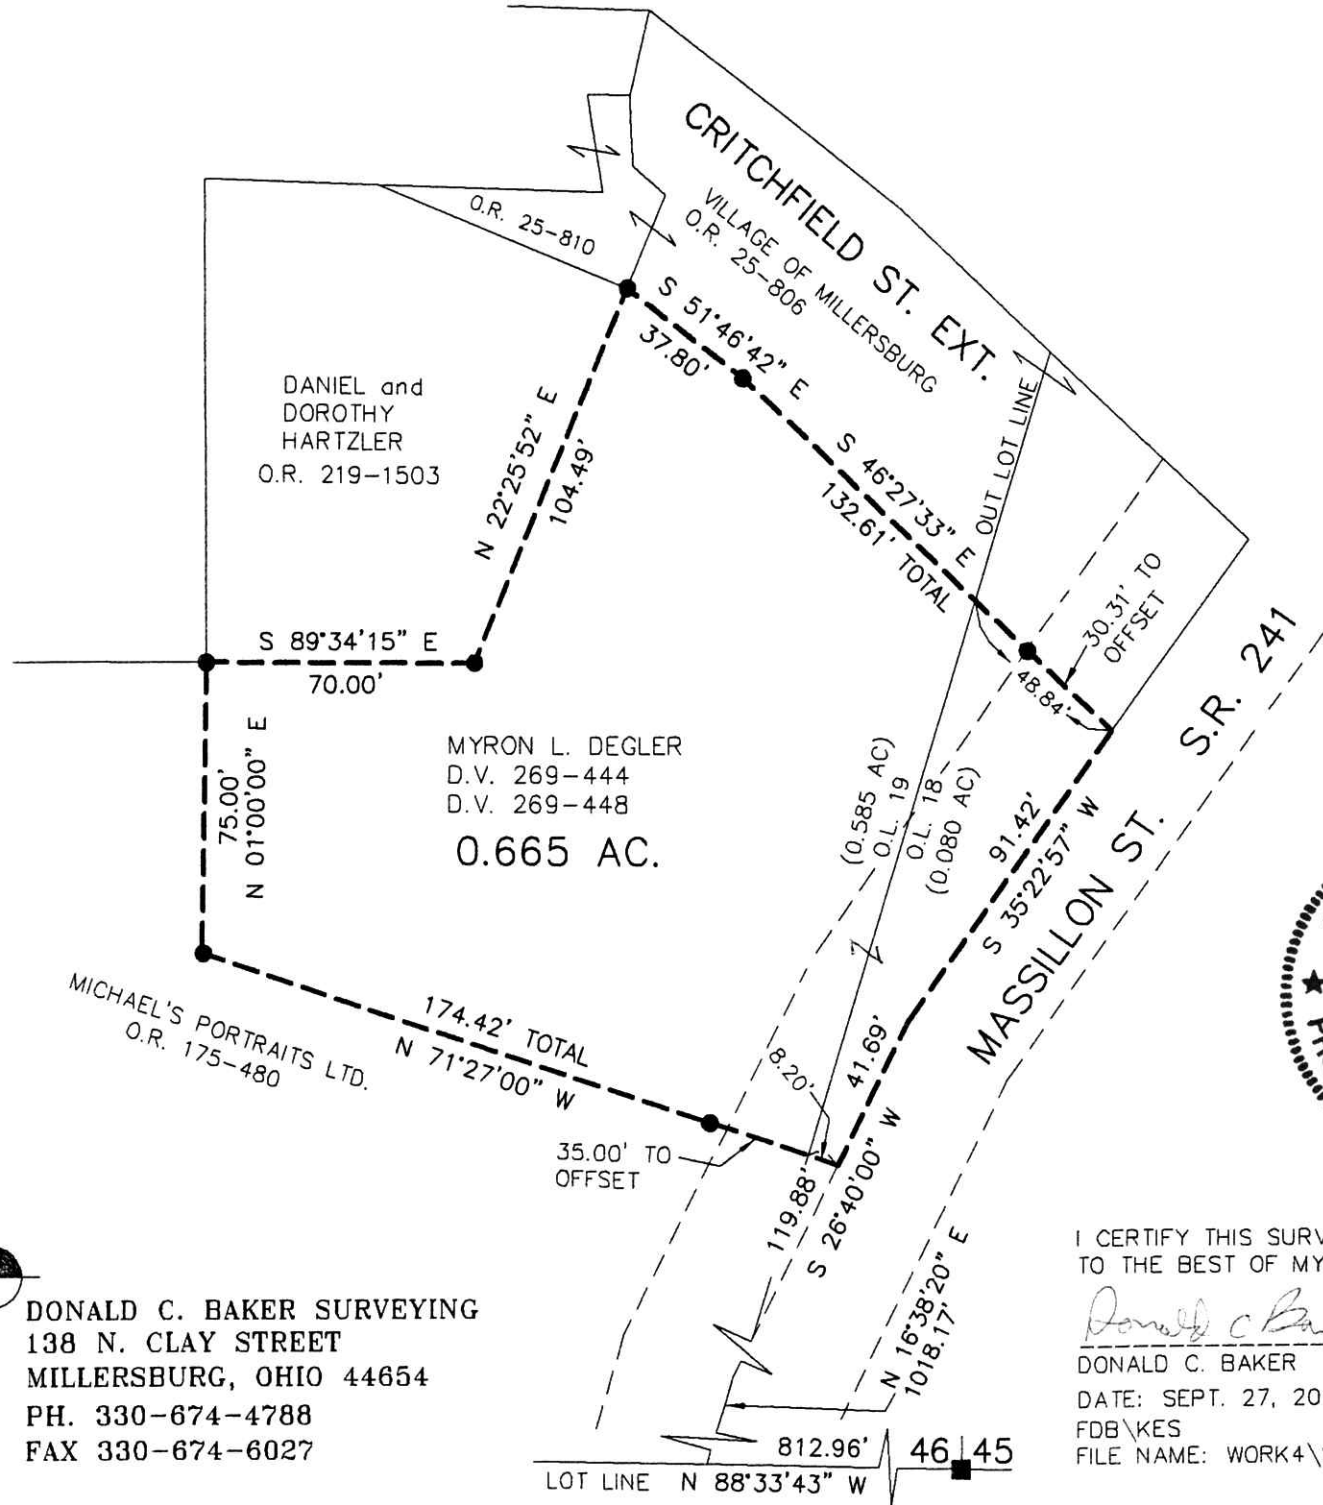 CRITCHFIELD ST. EXT.
VILLAGE OF MILLERSBURG
O.R. 25-806
O.R. 25-810
S 51°46'42" E
37.80'
DANIEL and
DOROTHY
HARTZLER
O.R. 219-1503
N 22°25'52" E
104.49'
S 46°27'33" E
132.61' TOTAL
OUT LOT LINE
30.31' TO
OFFSET
48.84'
S.R. 241
S 89°34'15" E
70.00'
75.00'
N 01°00'00" E
MYRON L. DEGLER
D.V. 269-444
D.V. 269-448
0.665 AC.
(0.585 AC)
O.L. 19
O.L. 18
(0.080 AC)
91.42'
S 35°22'57" W
MASSILLON ST.
MICHAEL'S PORTRAITS LTD.
O.R. 175-480
174.42' TOTAL
N 71°27'00" W
8.20'
41.69'
35.00' TO
OFFSET
119.88'
S 26°40'00" W
N 16°38'20" E
1018.17'
I CERTIFY THIS SURV
TO THE BEST OF MY
Donald C Ba
DONALD C. BAKER
DATE: SEPT. 27, 20
FDB\KES
FILE NAME: WORK4\
DONALD C. BAKER SURVEYING
138 N. CLAY STREET
MILLERSBURG, OHIO 44654
PH. 330-674-4788
FAX 330-674-6027
812.96'
46 45
LOT LINE N 88°33'43" W